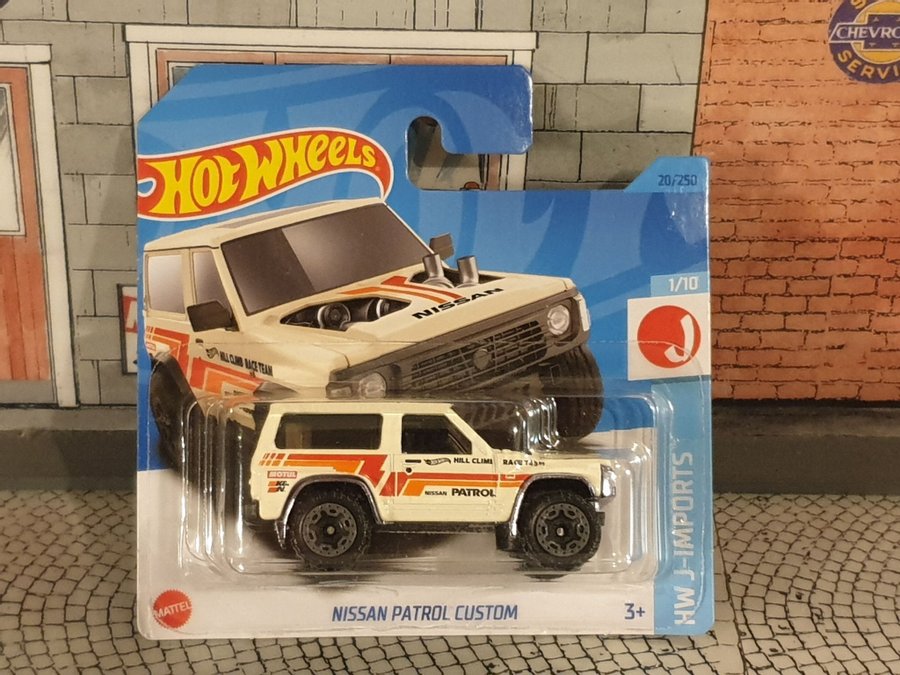 CHEVRO
SERVI
HOT WHEELS
20/250
1/10
J
NISSAN
HILL CLIMB RACE TEAM
HILL CLIMB RACE TEAM
MOTUL
K&N
NISSAN PATROL
HW J-IMPORTS
MATTEL
NISSAN PATROL CUSTOM
3+